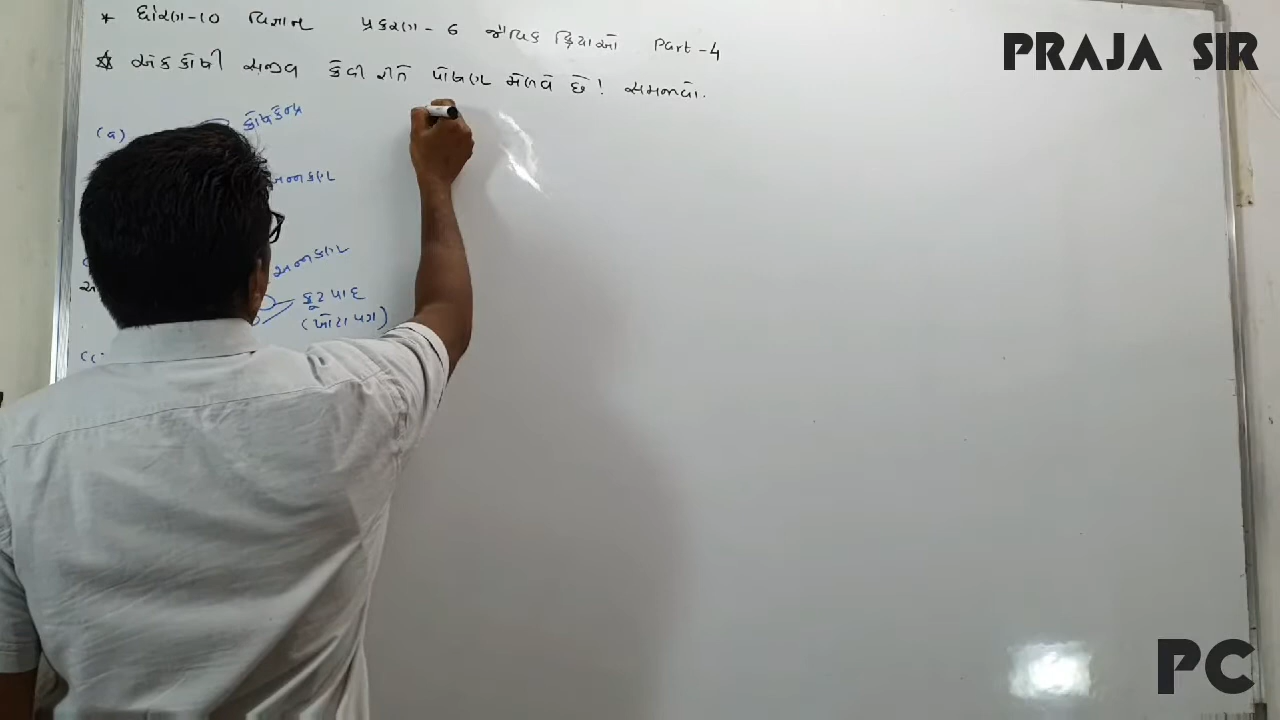 * ધોરણ-10 વિજ્ઞાન પ્રકરણ - 6 જૈવિક ક્રિયાઓ Part-4
☆ એકકોષી સજીવ કેવી રીતે પોષણ મેળવે છે! સમજાવો.
(a) કોષકેન્દ્ર
અન્નકણ
અન્નકણ
કૂટપાદ
(ખોટાપગ)
PRAJA SIR
PC